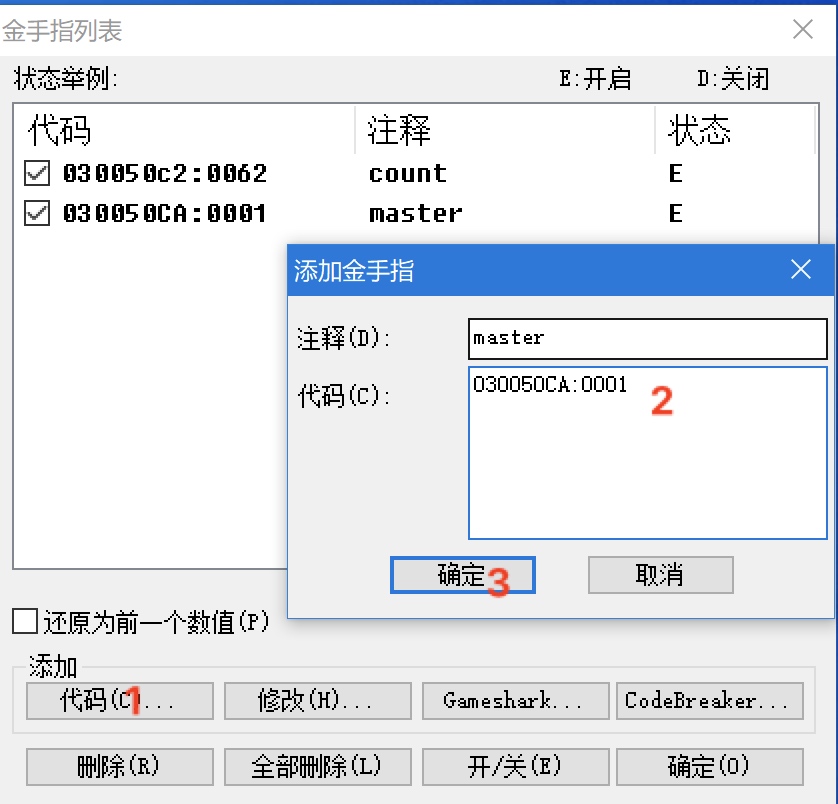 金手指列表
状态举例: E:开启 D:关闭
代码 注释 状态
030050c2:0062 count E
030050CA:0001 master E
添加金手指
注释(D): master
代码(C): 030050CA:0001 2
确定 3 取消
还原为前一个数值(P)
添加
代码(C)... 1 修改(H)... Gameshark... CodeBreaker...
删除(R) 全部删除(L) 开/关(E) 确定(O)